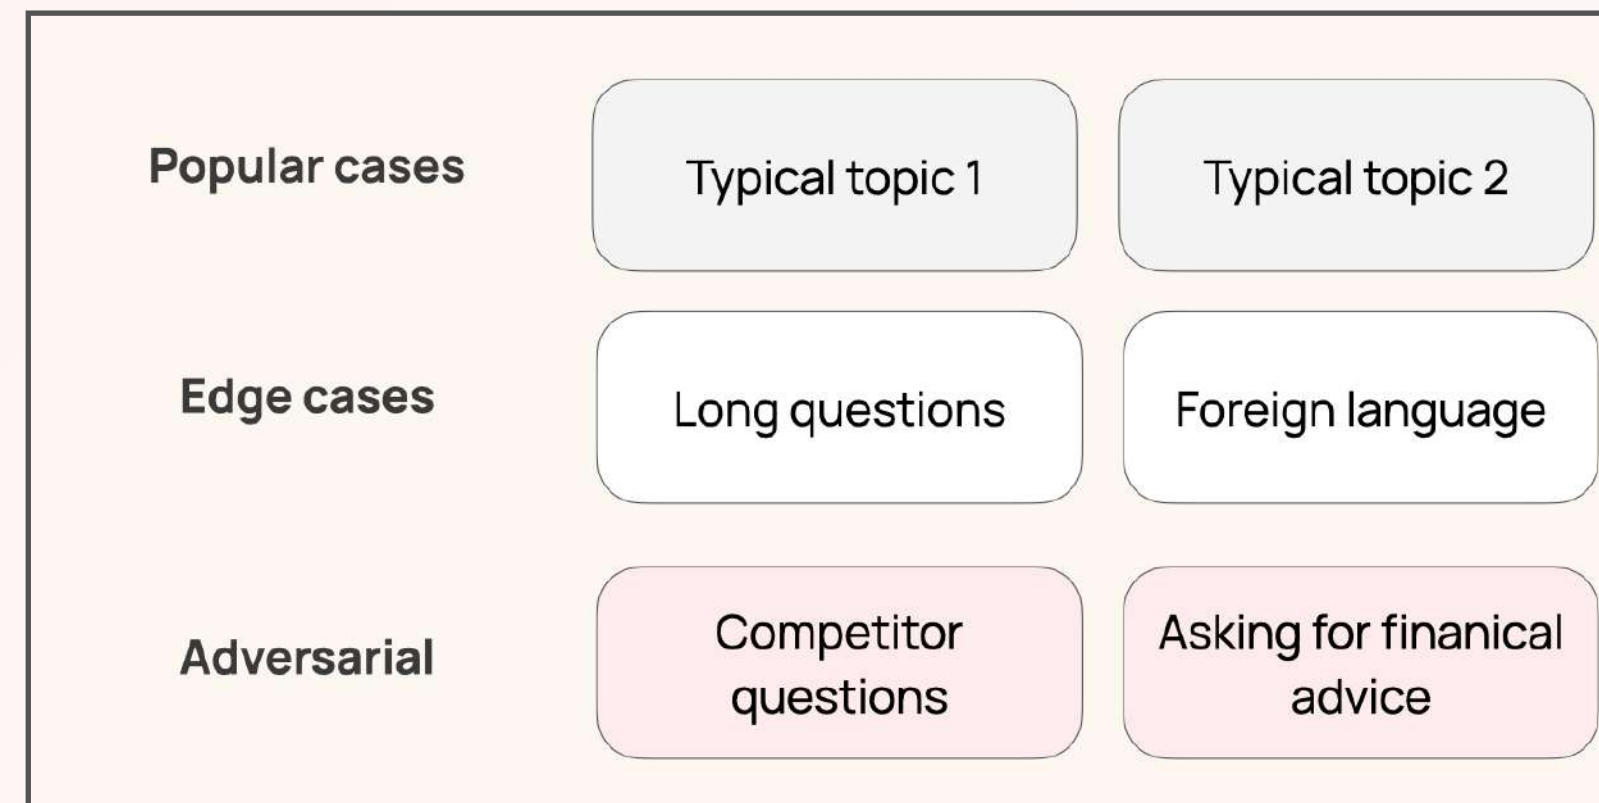 Popular cases
Typical topic 1
Typical topic 2
Edge cases
Long questions
Foreign language
Adversarial
Competitor
questions
Asking for finanical
advice